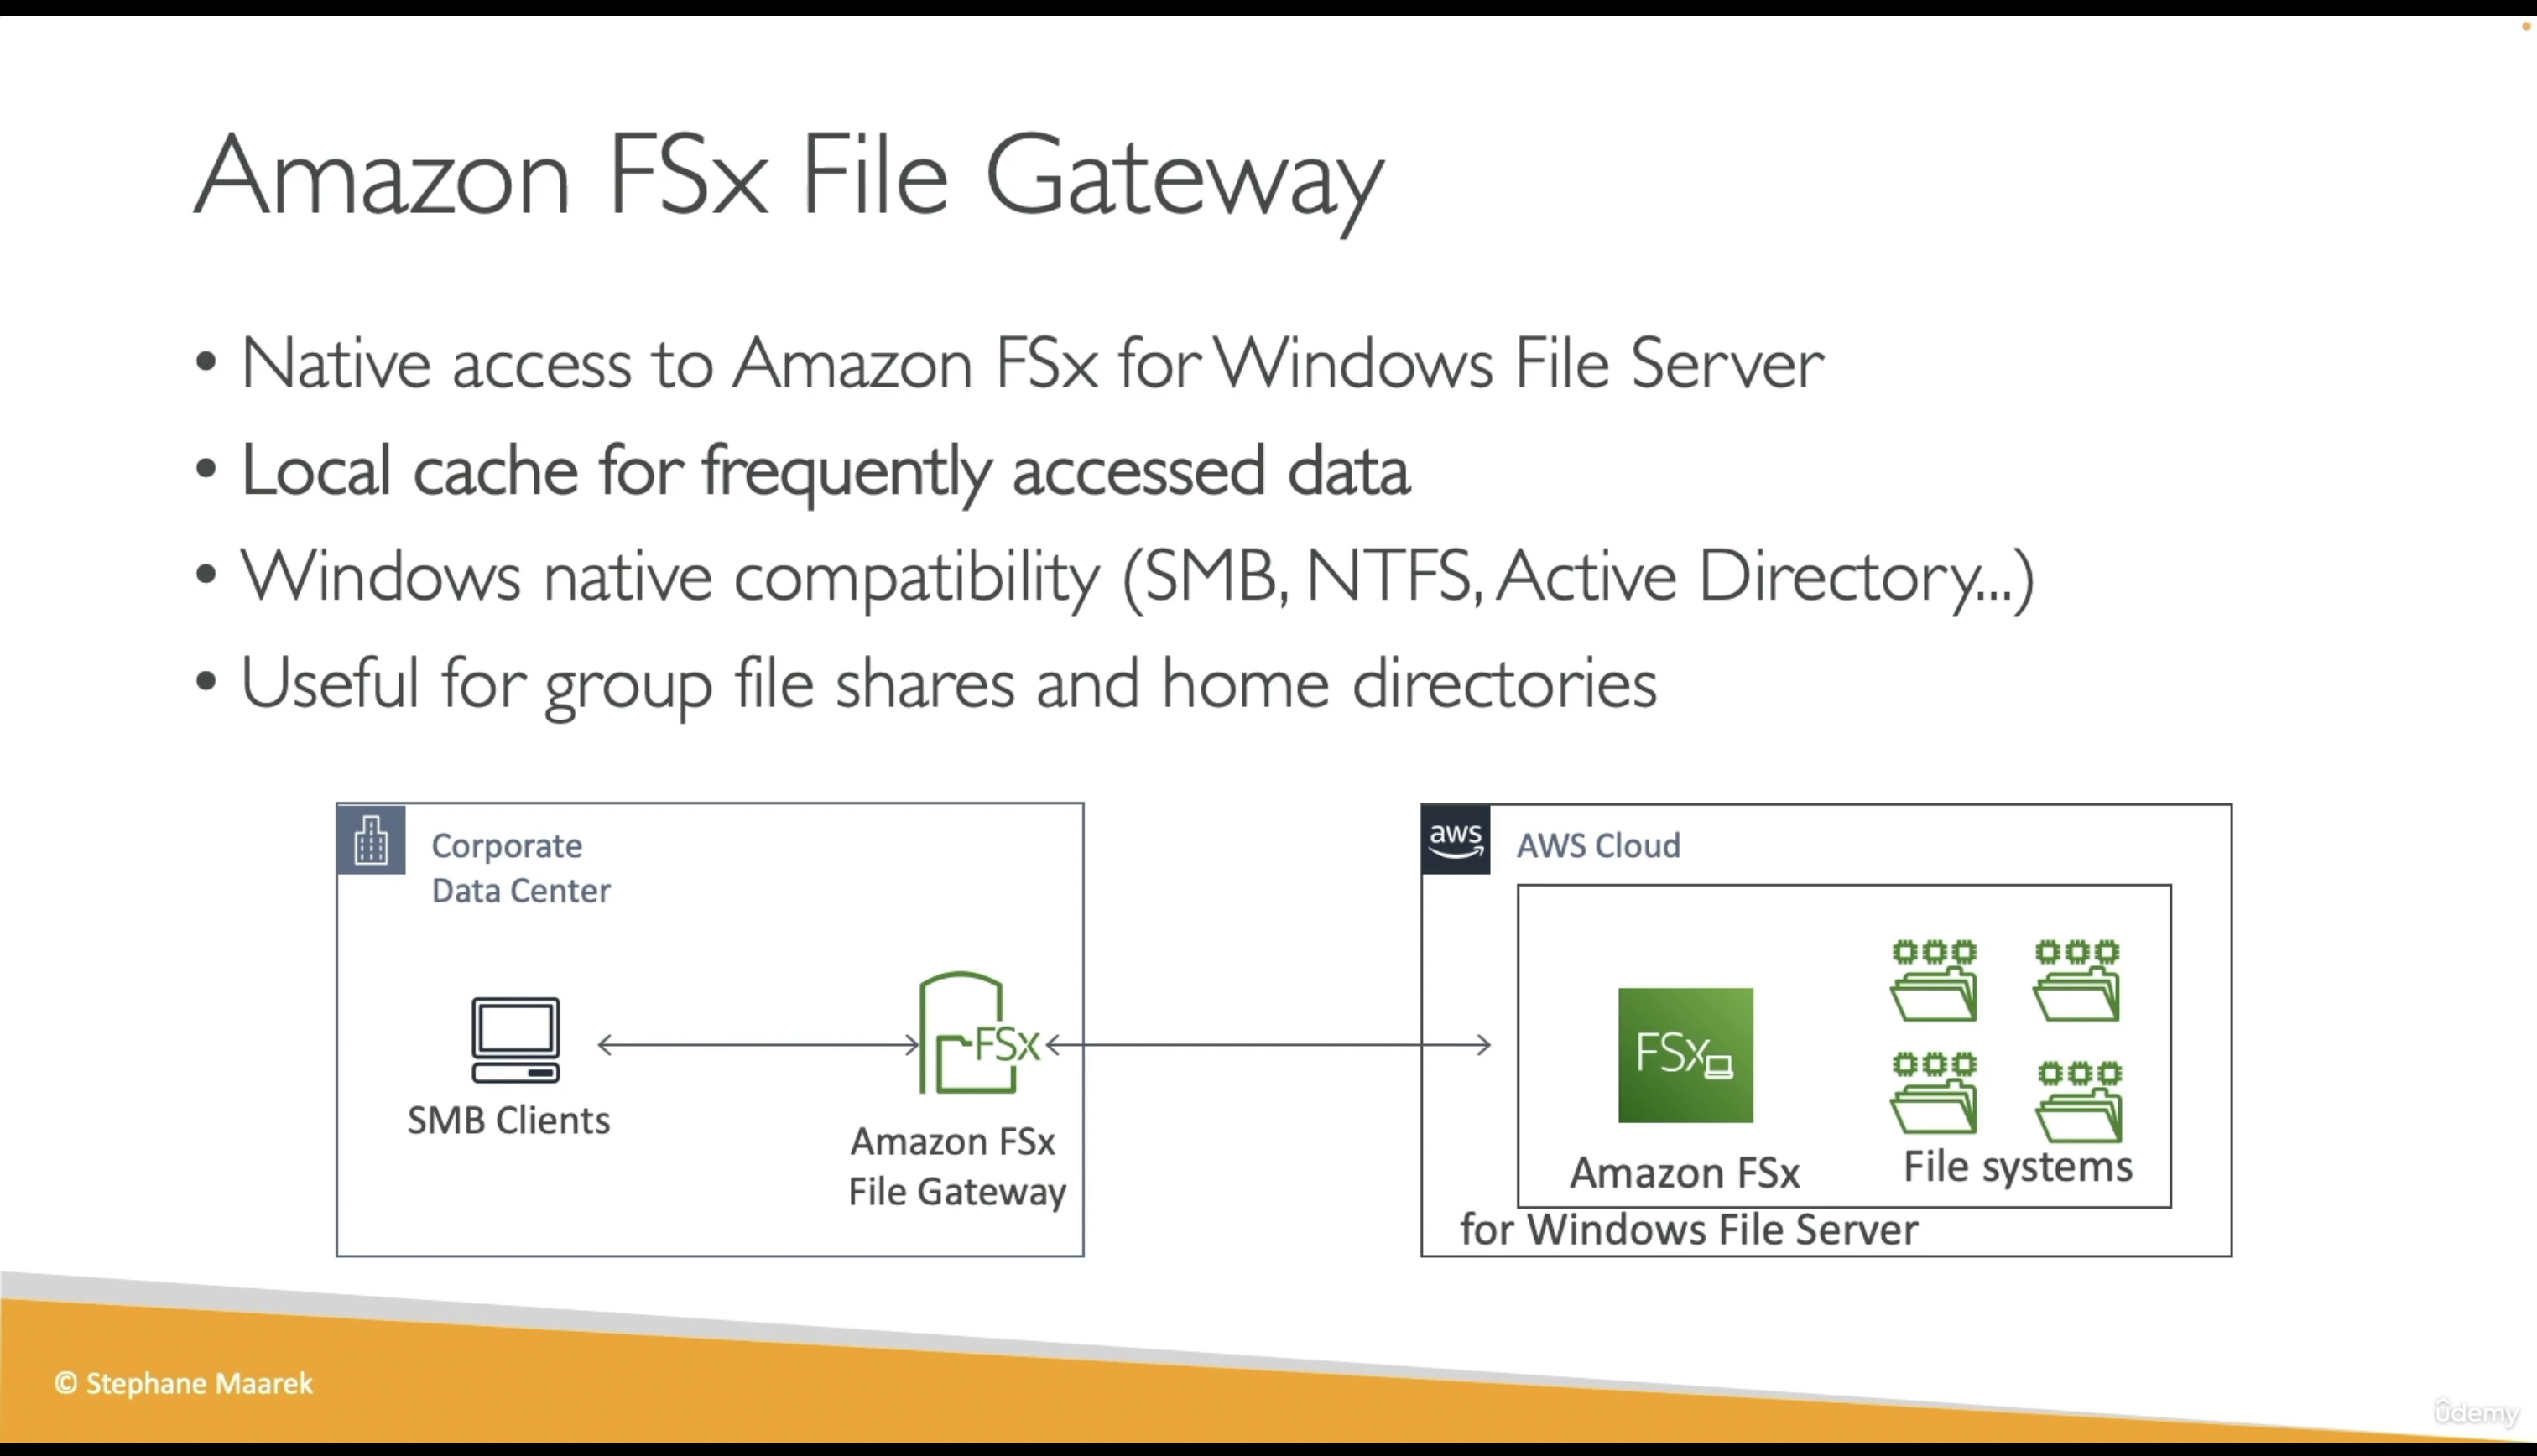 Amazon FSx File Gateway
• Native access to Amazon FSx for Windows File Server
• Local cache for frequently accessed data
• Windows native compatibility (SMB, NTFS, Active Directory...)
• Useful for group file shares and home directories
Corporate
Data Center
SMB Clients
FSx
Amazon FSx
File Gateway
aws
AWS Cloud
FSx
Amazon FSx
for Windows File Server
File systems
© Stephane Maarek
ûdemy